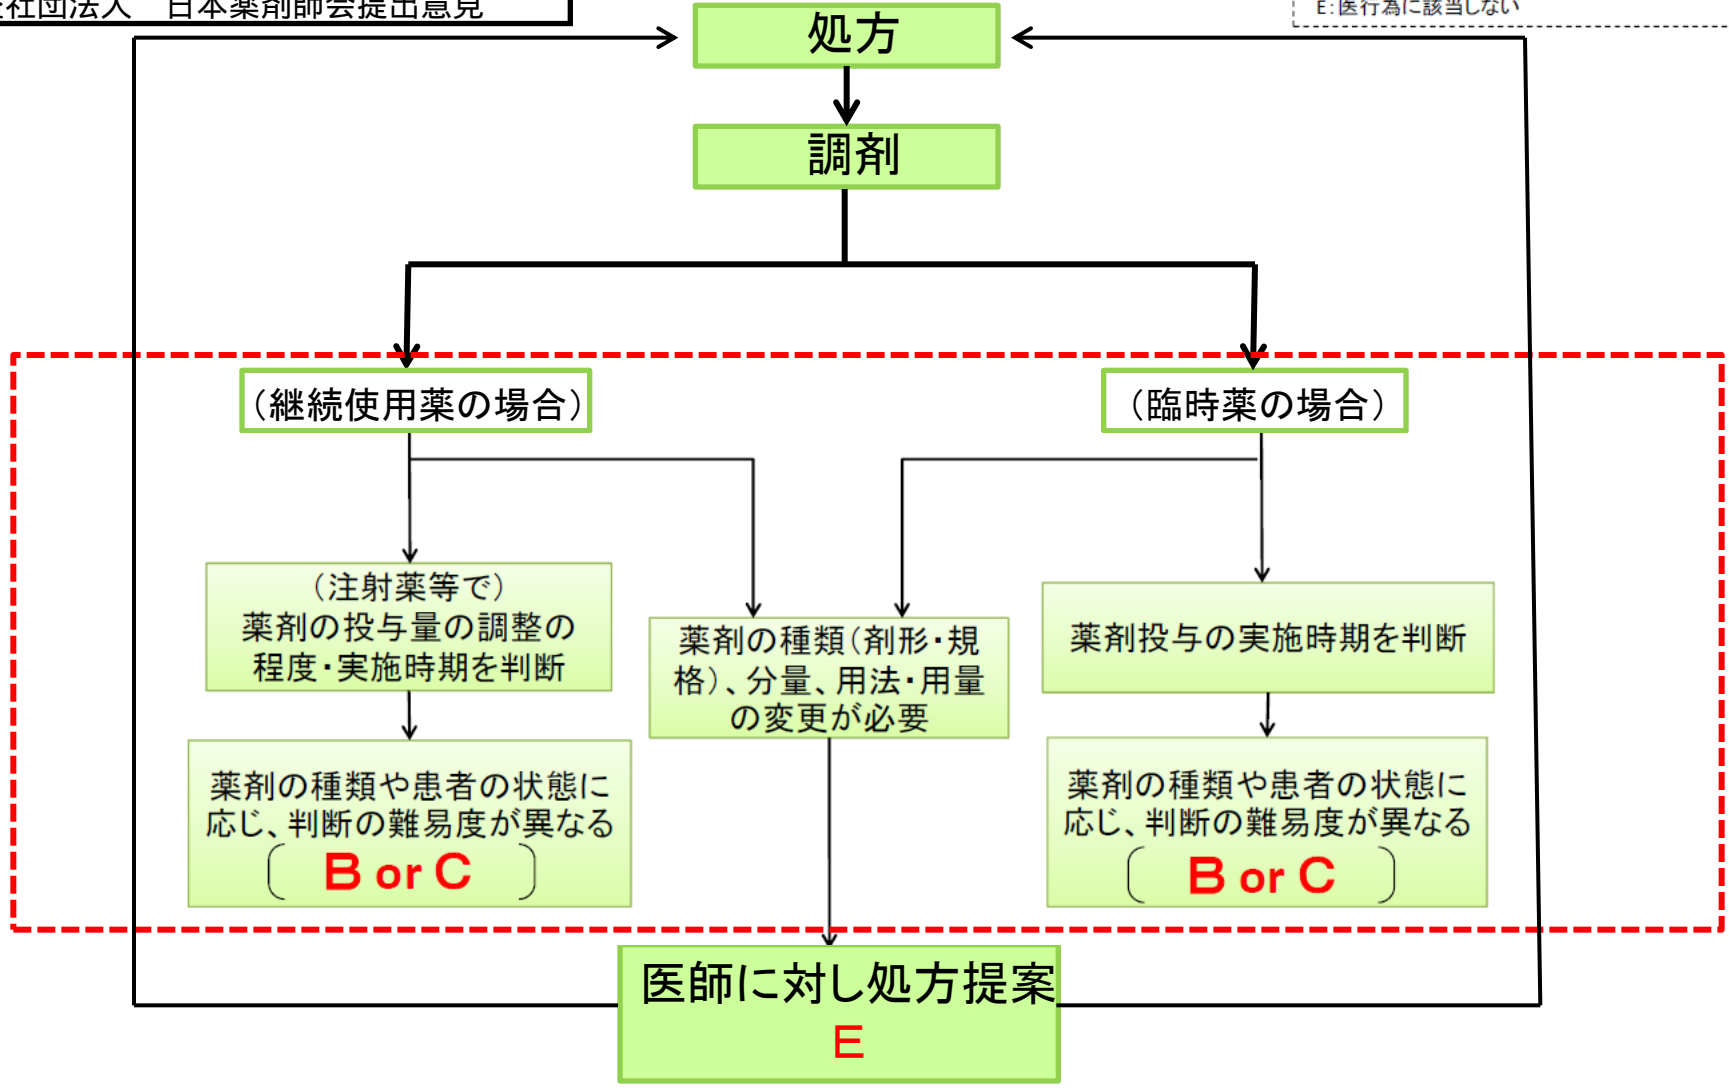 社団法人　日本薬剤師会提出意見
E：医行為に該当しない
処方
調剤
（継続使用薬の場合）
（臨時薬の場合）
（注射薬等で）
薬剤の投与量の調整の
程度・実施時期を判断
薬剤の種類（剤形・規
格）、分量、用法・用量
の変更が必要
薬剤投与の実施時期を判断
薬剤の種類や患者の状態に
応じ、判断の難易度が異なる
B or C
薬剤の種類や患者の状態に
応じ、判断の難易度が異なる
B or C
医師に対し処方提案
E